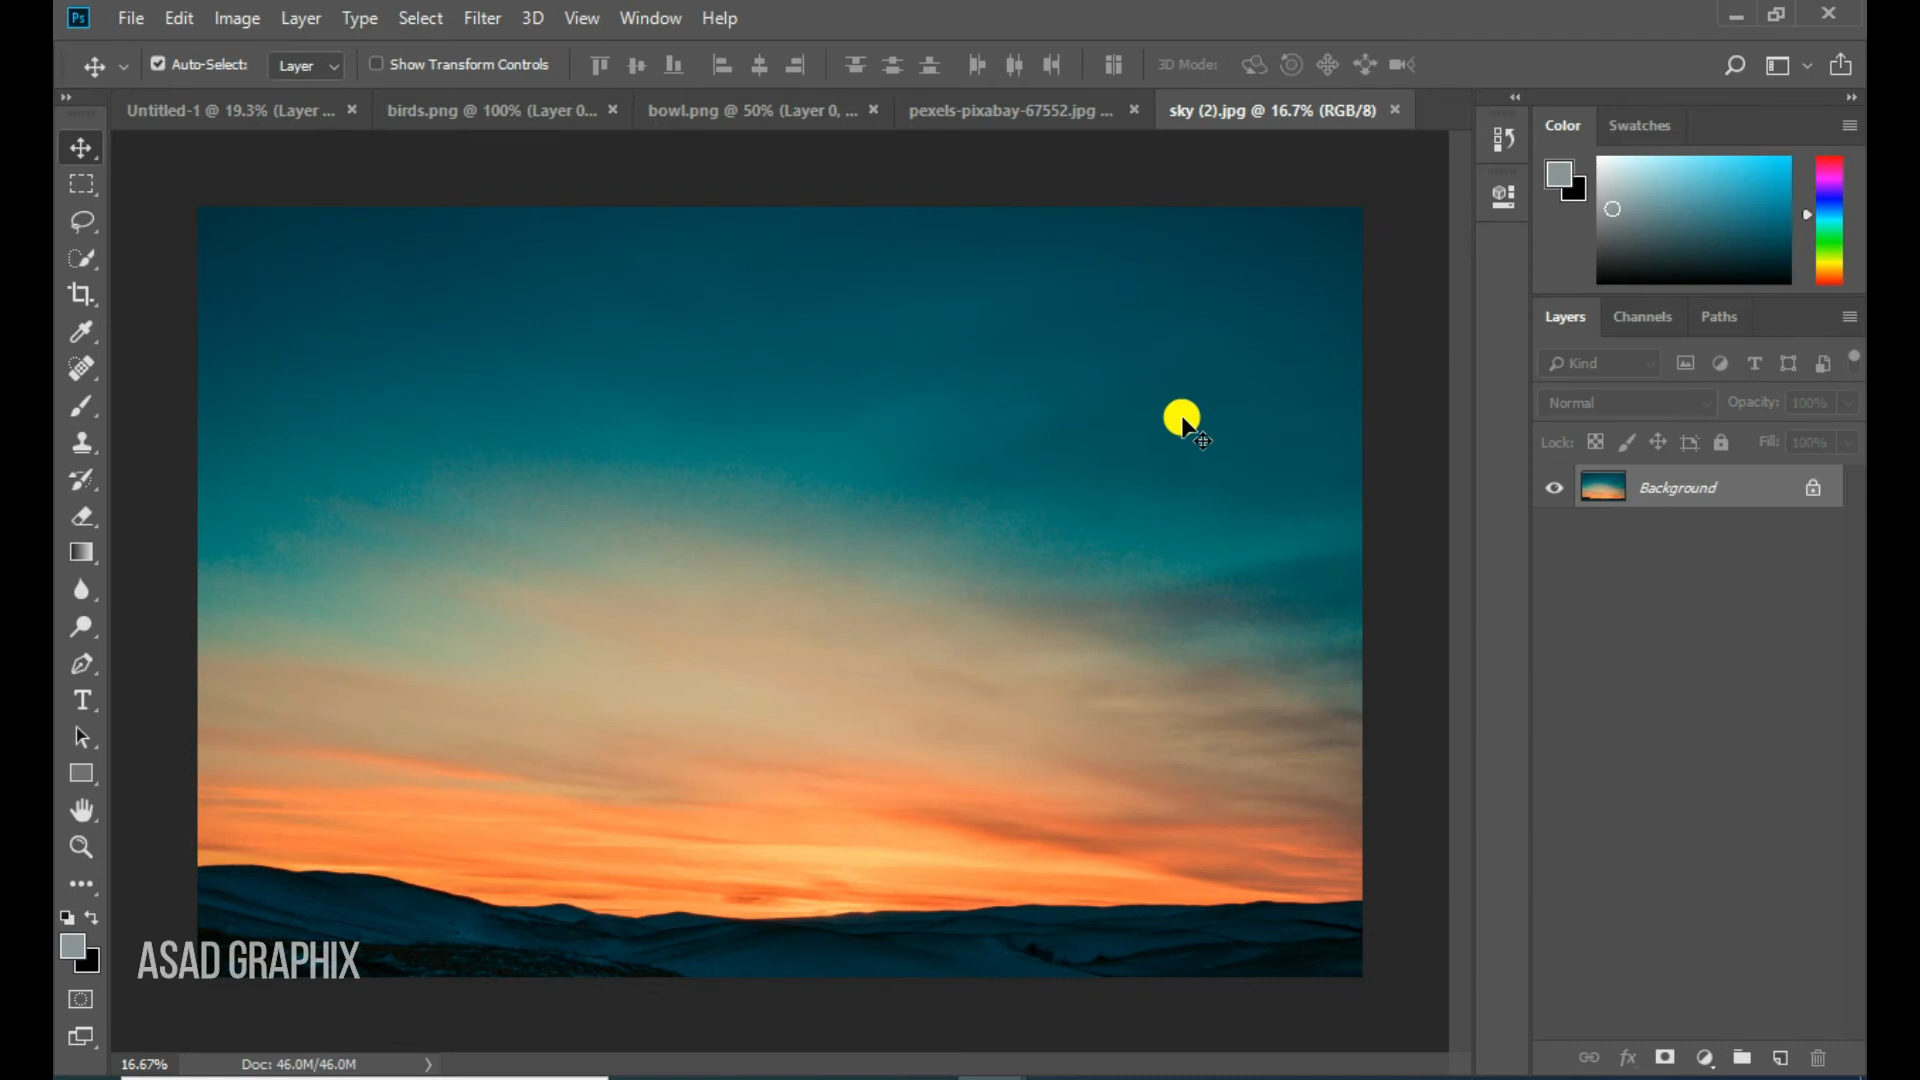 Ps File Edit Image Layer Type Select Filter 3D View Window Help
Auto-Select: Layer Show Transform Controls 3D Mode:
Untitled-1 @ 19.3% (Layer ... × birds.png @ 100% (Layer 0... × bowl.png @ 50% (Layer 0, ... × pexels-pixabay-67552.jpg ... × sky (2).jpg @ 16.7% (RGB/8) ×
Color Swatches
Layers Channels Paths
Kind
Normal Opacity: 100%
Lock: Fill: 100%
Background
ASAD GRAPHIX
16.67% Doc: 46.0M/46.0M
fx